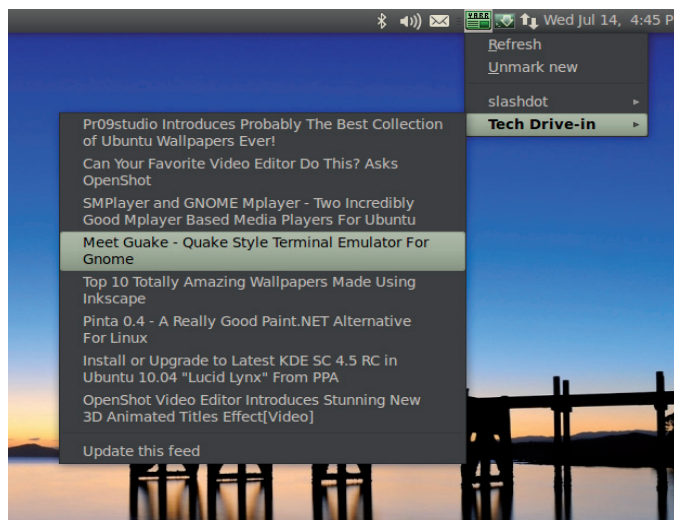 Wed Jul 14, 4:45 P
Refresh
Unmark new
slashdot
Tech Drive-in
Pr09studio Introduces Probably The Best Collection
of Ubuntu Wallpapers Ever!
Can Your Favorite Video Editor Do This? Asks
OpenShot
SMPlayer and GNOME Mplayer - Two Incredibly
Good Mplayer Based Media Players For Ubuntu
Meet Guake - Quake Style Terminal Emulator For
Gnome
Top 10 Totally Amazing Wallpapers Made Using
Inkscape
Pinta 0.4 - A Really Good Paint.NET Alternative
For Linux
Install or Upgrade to Latest KDE SC 4.5 RC in
Ubuntu 10.04 "Lucid Lynx" From PPA
OpenShot Video Editor Introduces Stunning New
3D Animated Titles Effect[Video]
Update this feed